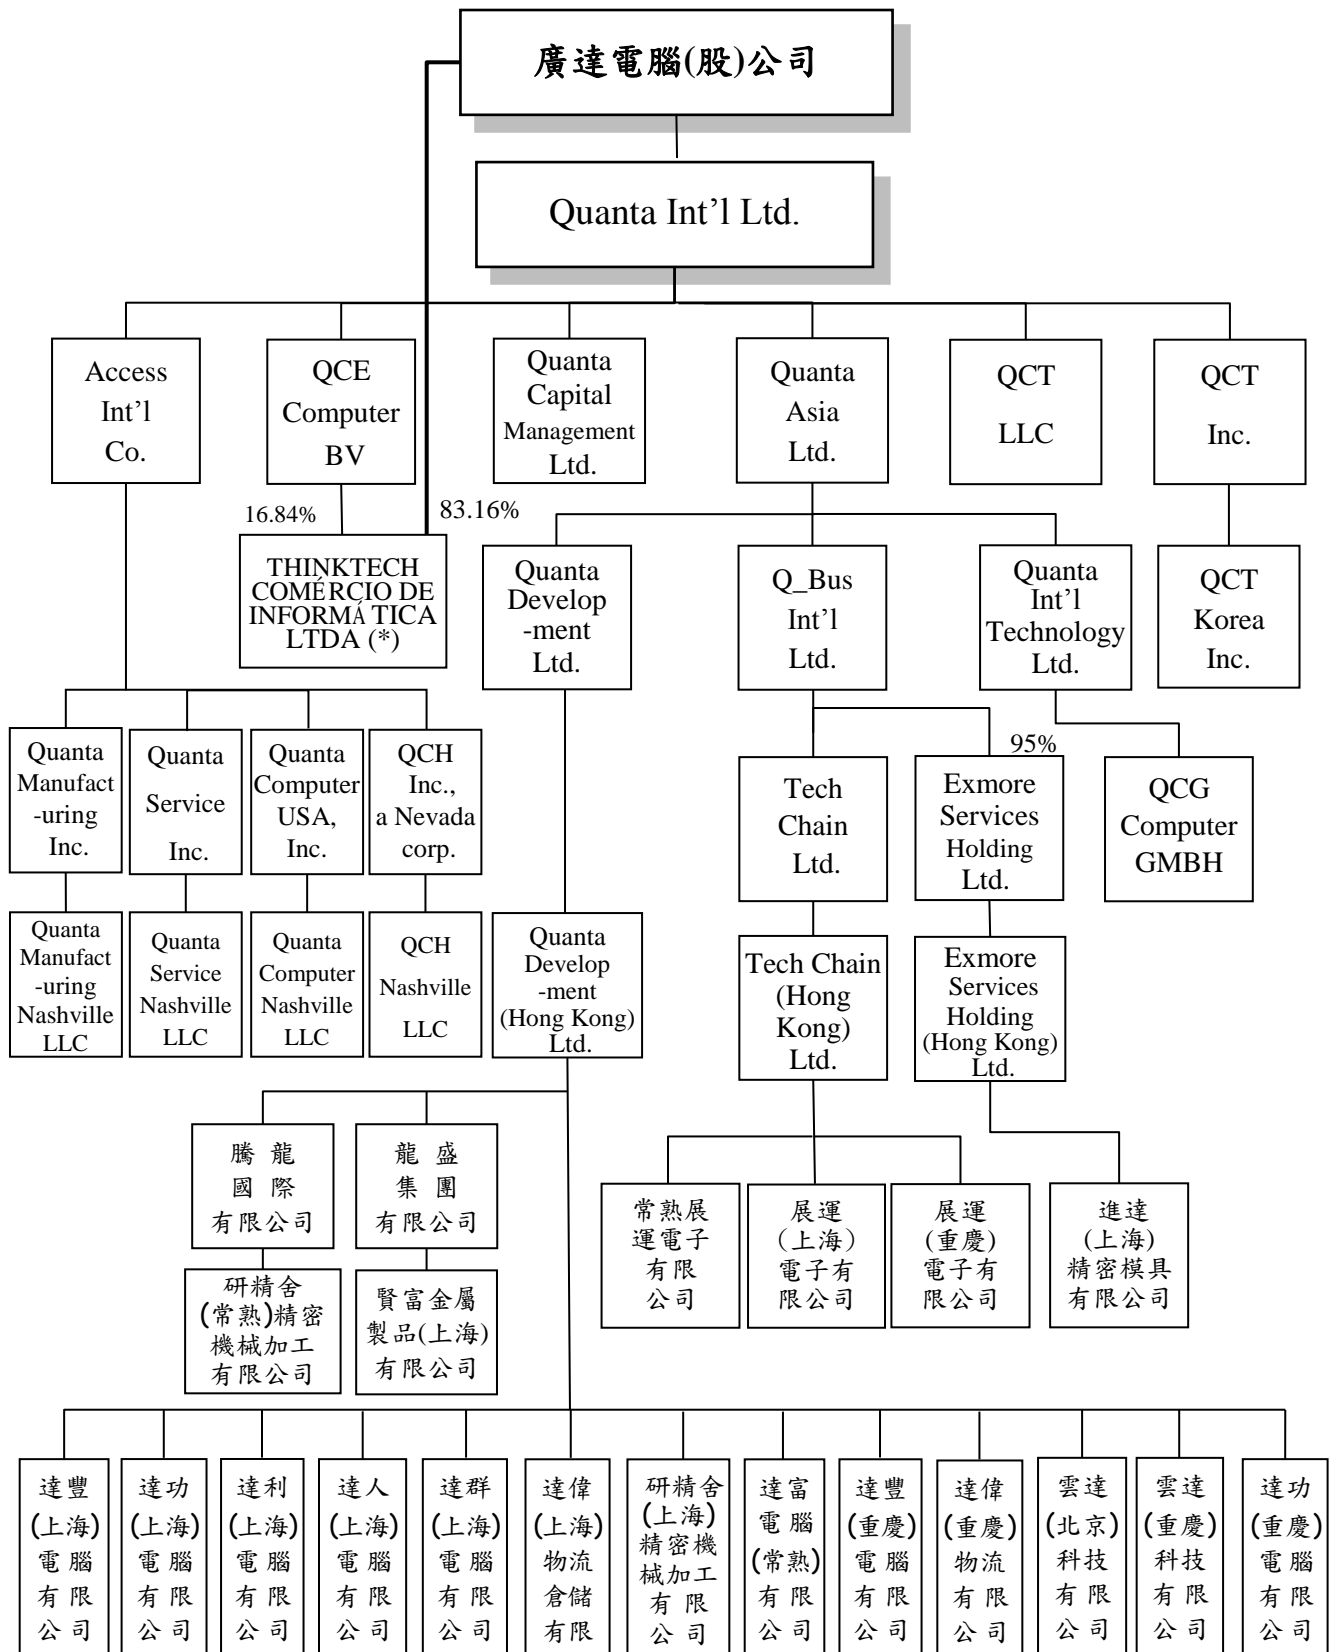 廣達電腦(股)公司
Quanta Int’l Ltd.
Access
Int’l
Co.
QCE
Computer
BV
Quanta
Capital
Management
Ltd.
Quanta
Asia
Ltd.
QCT
LLC
QCT
Inc.
16.84%
83.16%
THINKTECH
COMÉRCIO DE
INFORMÁ TICA
LTDA (*)
Quanta
Develop
-ment
Ltd.
Q_Bus
Int’l
Ltd.
Quanta
Int’l
Technology
Ltd.
QCT
Korea
Inc.
Quanta
Manufact
-uring
Inc.
Quanta
Service
Inc.
Quanta
Computer
USA,
Inc.
QCH
Inc.,
a Nevada
corp.
95%
Tech
Chain
Ltd.
Exmore
Services
Holding
Ltd.
QCG
Computer
GMBH
Quanta
Manufact
-uring
Nashville
LLC
Quanta
Service
Nashville
LLC
Quanta
Computer
Nashville
LLC
QCH
Nashville
LLC
Quanta
Develop
-ment
(Hong Kong)
Ltd.
Tech Chain
(Hong
Kong)
Ltd.
Exmore
Services
Holding
(Hong Kong)
Ltd.
騰龍
國際
有限公司
龍盛
集團
有限公司
常熟展
運電子
有限
公司
展運
(上海)
電子有
限公司
展運
(重慶)
電子有
限公司
進達
(上海)
精密模具
有限公司
研精舍
(常熟)精密
機械加工
有限公司
賢富金屬
製品(上海)
有限公司
達豐
(上海)
電腦
有限
公司
達功
(上海)
電腦
有限
公司
達利
(上海)
電腦
有限
公司
達人
(上海)
電腦
有限
公司
達群
(上海)
電腦
有限
公司
達偉
(上海)
物流
倉儲
有限
研精舍
(上海)
精密機
械加工
有限
公司
達富
電腦
(常熟)
有限
公司
達豐
(重慶)
電腦
有限
公司
達偉
(重慶)
物流
有限
公司
雲達
(北京)
科技
有限
公司
雲達
(重慶)
科技
有限
公司
達功
(重慶)
電腦
有限
公司